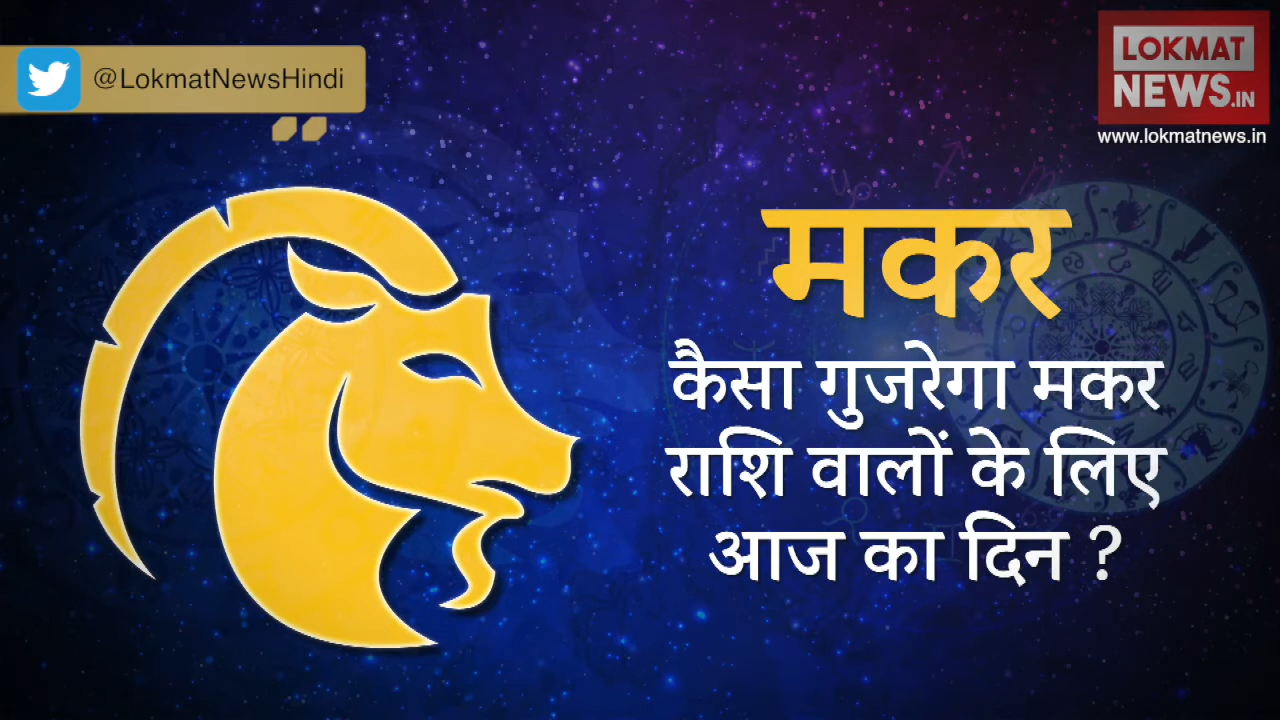 @LokmatNewsHindi
LOKMAT
NEWS.IN
www.lokmatnews.in
मकर
कैसा गुजरेगा मकर
राशि वालों के लिए
आज का दिन ?